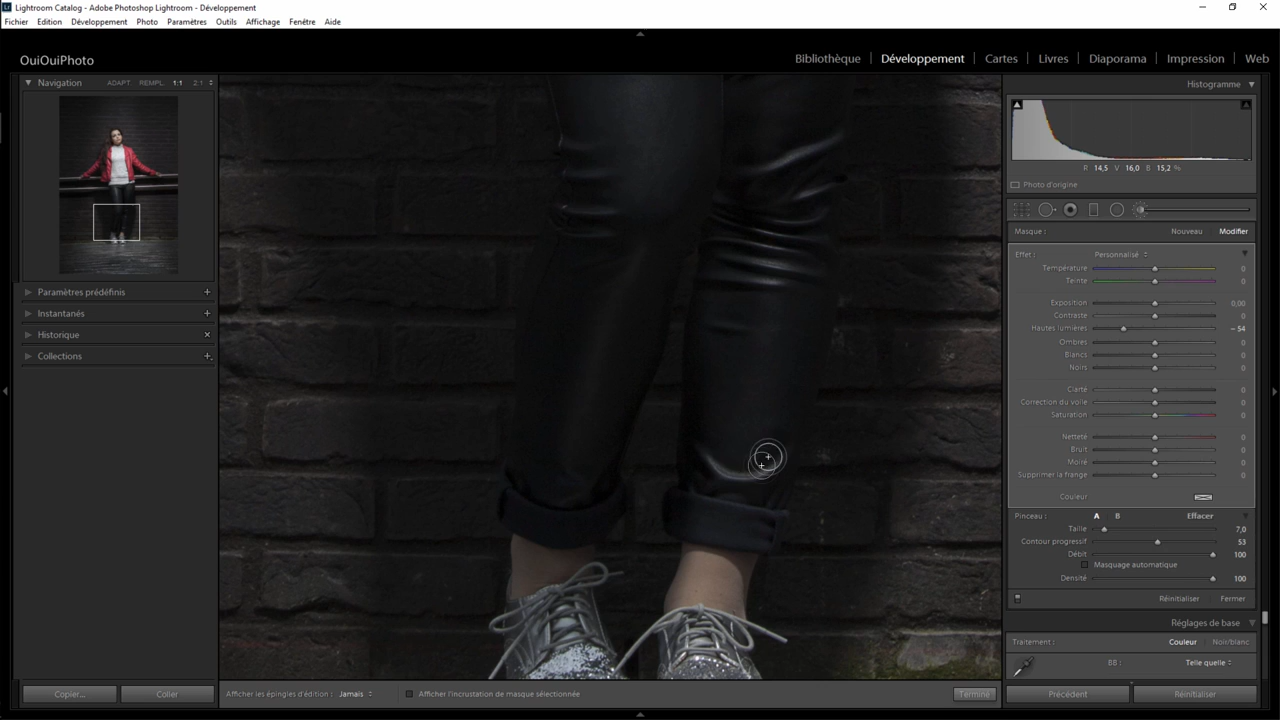 Lightroom Catalog - Adobe Photoshop Lightroom - Développement
Fichier Edition Développement Photo Paramètres Outils Affichage Fenêtre Aide
OuiOuiPhoto
Bibliothèque Développement Cartes Livres Diaporama Impression Web
Navigation ADAPT. REMPL. 1:1 2:1
Paramètres prédéfinis
Instantanés
Historique
Collections
Copier... Coller
Afficher les épingles d'édition : Jamais Afficher l'incrustation de masque sélectionnée Terminé
Histogramme
R 14,5 V 16,0 B 15,2 %
Photo d'origine
Masque : Nouveau Modifier
Effet : Personnalisé
Température 0
Teinte 0
Exposition 0,00
Contraste 0
Hautes lumières – 54
Ombres 0
Blancs 0
Noirs 0
Clarté 0
Correction du voile 0
Saturation 0
Netteté 0
Bruit 0
Moiré 0
Supprimer la frange 0
Couleur
Pinceau : A B Effacer
Taille 7,0
Contour progressif 53
Débit 100
Masquage automatique
Densité 100
Réinitialiser Fermer
Réglages de base
Traitement : Couleur Noir/blanc
BB : Telle quelle
Précédent Réinitialiser